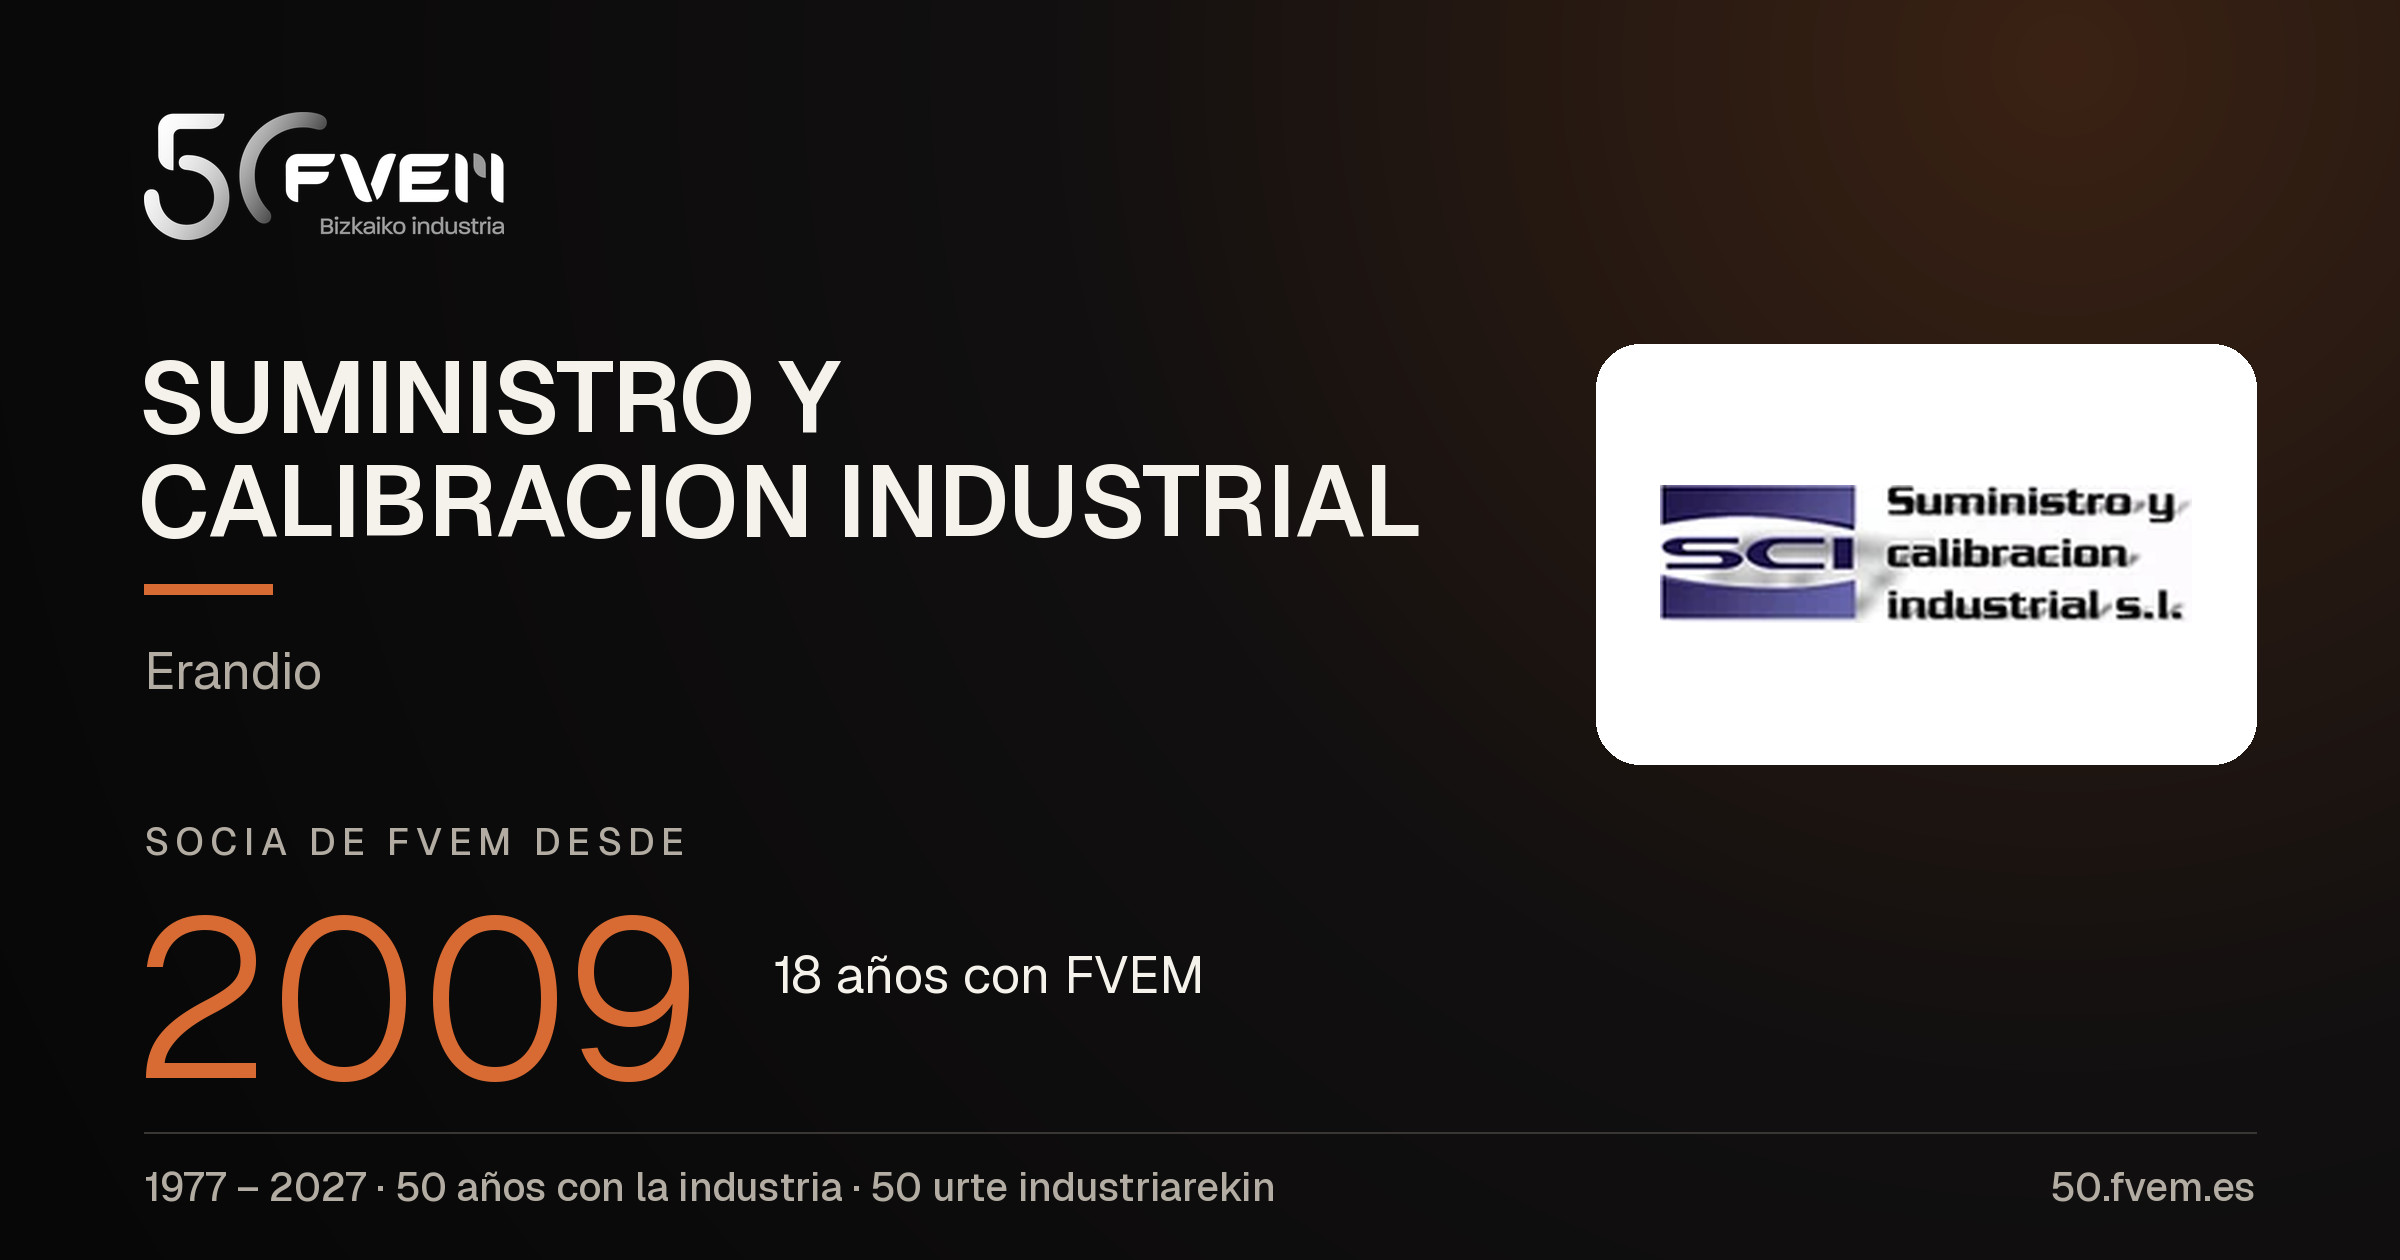 50 FVEM
Bizkaiko industria
SUMINISTRO Y
CALIBRACION INDUSTRIAL
Erandio
SCI
Suministro y
calibracion
industrial s.l.
SOCIA DE FVEM DESDE
2009
18 años con FVEM
1977 – 2027 · 50 años con la industria · 50 urte industriarekin
50.fvem.es